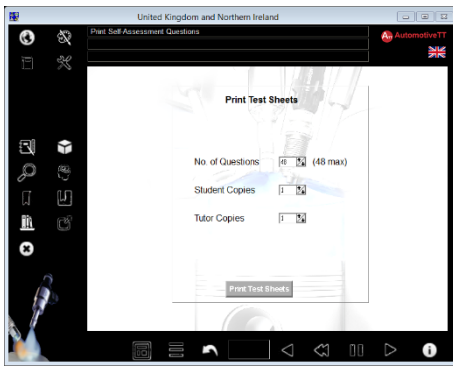 United Kingdom and Northern Ireland
Print Self-Assessment Questions
AutomotiveTT
Print Test Sheets
No. of Questions 48 (48 max)
Student Copies 1
Tutor Copies 1
Print Test Sheets